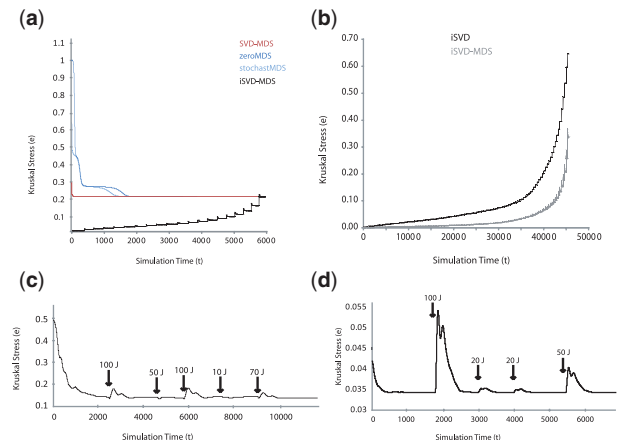 (a)
1.1
1
0.9
0.8
0.7
0.6
0.5
0.4
0.3
0.2
0.1
Kruskal Stress (e)
SVD-MDS
zeroMDS
stochastMDS
iSVD-MDS
0
1000
2000
3000
4000
5000
6000
Simulation Time (t)
(b)
0.70
0.60
0.50
0.40
0.30
0.20
0.10
0.00
Kruskal Stress (e)
iSVD
iSVD-MDS
0
10000
20000
30000
40000
50000
Simulation Time (t)
(c)
0.5
0.4
0.3
0.2
0.1
Kruskal Stress (e)
100 J
50 J
100 J
10 J
70 J
0
2000
4000
6000
8000
10000
Simulation Time (t)
(d)
0.055
0.05
0.045
0.04
0.035
0.03
Kruskal Stress (e)
100 J
20 J
20 J
50 J
0
1000
2000
3000
4000
5000
6000
Simulation Time (t)